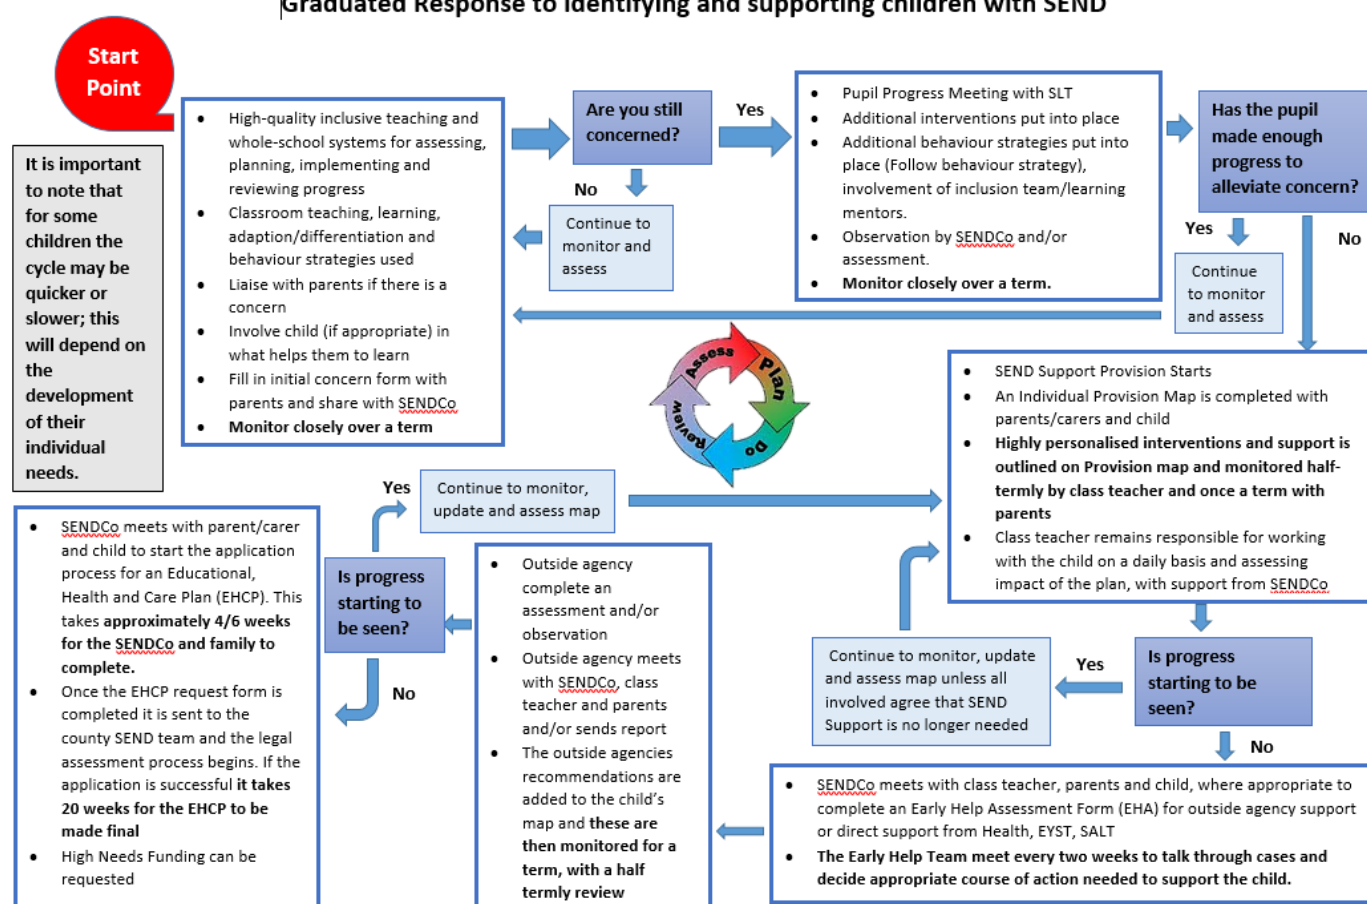 Graduated Response to identifying and supporting children with SEND
Start
Point
It is important
to note that
for some
children the
cycle may be
quicker or
slower; this
will depend on
the
development
of their
individual
needs.
• High-quality inclusive teaching and
whole-school systems for assessing,
planning, implementing and
reviewing progress
• Classroom teaching, learning,
adaption/differentiation and
behaviour strategies used
• Liaise with parents if there is a
concern
• Involve child (if appropriate) in
what helps them to learn
• Fill in initial concern form with
parents and share with SENDCo
• Monitor closely over a term
Are you still
concerned?
Yes
No
Continue to
monitor and
assess
• Pupil Progress Meeting with SLT
• Additional interventions put into place
• Additional behaviour strategies put into
place (Follow behaviour strategy),
involvement of inclusion team/learning
mentors.
• Observation by SENDCo and/or
assessment.
• Monitor closely over a term.
Has the pupil
made enough
progress to
alleviate concern?
Yes
No
Continue
to monitor
and assess
Assess
Plan
Do
Review
• SEND Support Provision Starts
• An Individual Provision Map is completed with
parents/carers and child
• Highly personalised interventions and support is
outlined on Provision map and monitored half-
termly by class teacher and once a term with
parents
• Class teacher remains responsible for working
with the child on a daily basis and assessing
impact of the plan, with support from SENDCo
Is progress
starting to be
seen?
Yes
No
Continue to monitor, update
and assess map unless all
involved agree that SEND
Support is no longer needed
• SENDCo meets with class teacher, parents and child, where appropriate to
complete an Early Help Assessment Form (EHA) for outside agency support
or direct support from Health, EYST, SALT
• The Early Help Team meet every two weeks to talk through cases and
decide appropriate course of action needed to support the child.
• Outside agency
complete an
assessment and/or
observation
• Outside agency meets
with SENDCo, class
teacher and parents
and/or sends report
• The outside agencies
recommendations are
added to the child's
map and these are
then monitored for a
term, with a half
termly review
Is progress
starting to
be seen?
Yes
No
Continue to monitor,
update and assess map
• SENDCo meets with parent/carer
and child to start the application
process for an Educational,
Health and Care Plan (EHCP). This
takes approximately 4/6 weeks
for the SENDCo and family to
complete.
• Once the EHCP request form is
completed it is sent to the
county SEND team and the legal
assessment process begins. If the
application is successful it takes
20 weeks for the EHCP to be
made final
• High Needs Funding can be
requested